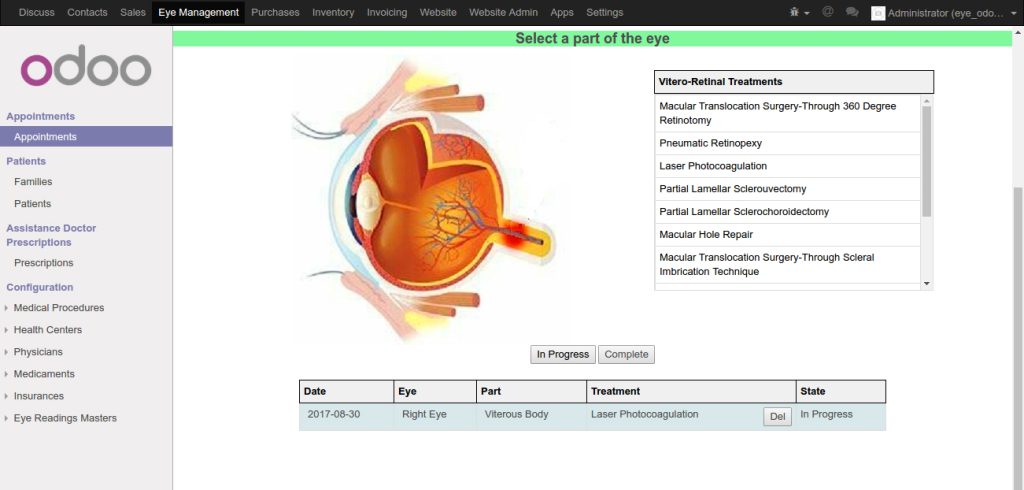 Discuss Contacts Sales Eye Management Purchases Inventory Invoicing Website Website Admin Apps Settings @ Administrator (eye_odo...
odoo
Appointments
Appointments
Patients
Families
Patients
Assistance Doctor
Prescriptions
Prescriptions
Configuration
Medical Procedures
Health Centers
Physicians
Medicaments
Insurances
Eye Readings Masters
Select a part of the eye
Vitero-Retinal Treatments
Macular Translocation Surgery-Through 360 Degree
Retinotomy
Pneumatic Retinopexy
Laser Photocoagulation
Partial Lamellar Sclerouvectomy
Partial Lamellar Sclerochoroidectomy
Macular Hole Repair
Macular Translocation Surgery-Through Scleral
Imbrication Technique
In Progress Complete
Date Eye Part Treatment State
2017-08-30 Right Eye Viterous Body Laser Photocoagulation Del In Progress